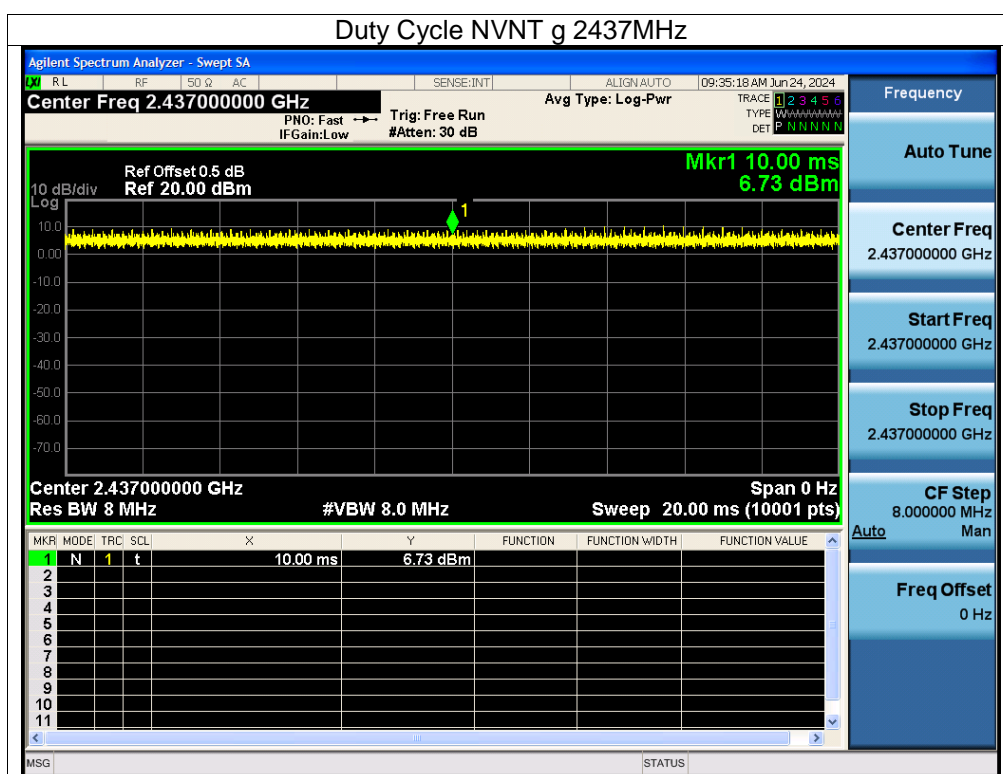 Duty Cycle NVNT g 2437MHz
Agilent Spectrum Analyzer - Swept SA
LXI RL RF 50 Ω AC SENSE:INT ALIGN AUTO 09:35:18 AM Jun 24, 2024
Center Freq 2.437000000 GHz Avg Type: Log-Pwr TRACE 1 2 3 4 5 6
PNO: Fast Trig: Free Run TYPE WWWWWW
IFGain:Low #Atten: 30 dB DET P N N N N N
Mkr1 10.00 ms
6.73 dBm
Ref Offset 0.5 dB
10 dB/div Ref 20.00 dBm
Log
1
10.0
0.00
-10.0
-20.0
-30.0
-40.0
-50.0
-60.0
-70.0
Center 2.437000000 GHz Span 0 Hz
Res BW 8 MHz #VBW 8.0 MHz Sweep 20.00 ms (10001 pts)
MKR MODE TRC SCL X Y FUNCTION FUNCTION WIDTH FUNCTION VALUE
1 N 1 t 10.00 ms 6.73 dBm
2
3
4
5
6
7
8
9
10
11
MSG STATUS
Frequency
Auto Tune
Center Freq
2.437000000 GHz
Start Freq
2.437000000 GHz
Stop Freq
2.437000000 GHz
CF Step
8.000000 MHz
Auto Man
Freq Offset
0 Hz